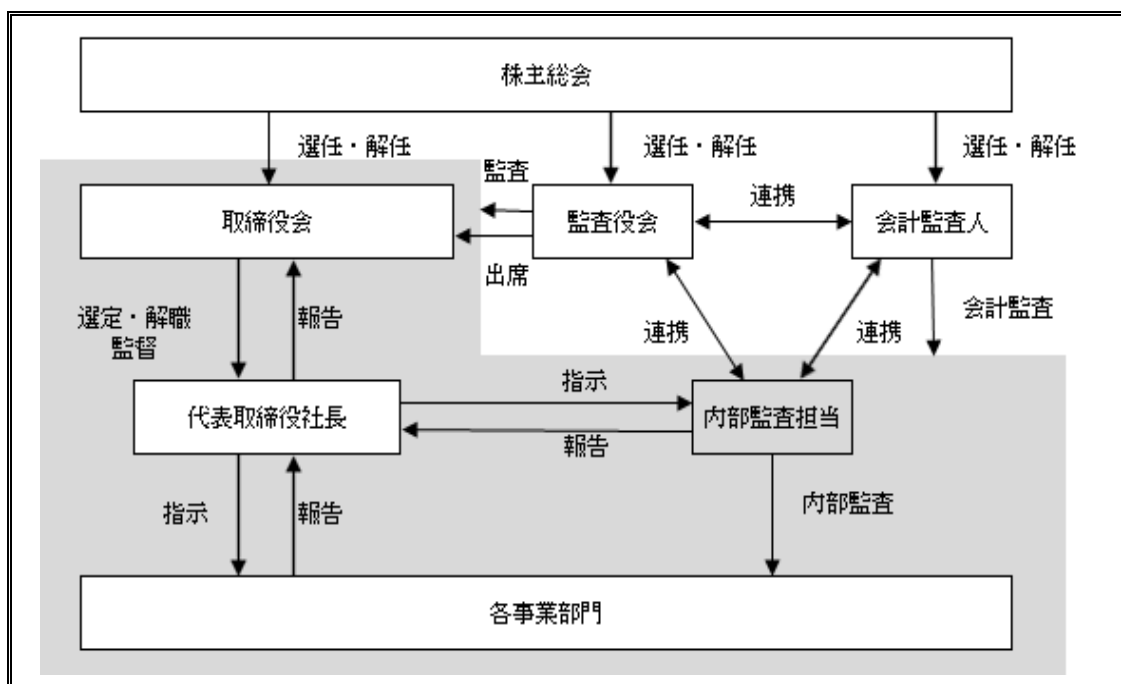 株主総会
選任・解任
選任・解任
選任・解任
監査
取締役会
監査役会
連携
会計監査人
出席
選定・解職
監督
報告
連携
連携
会計監査
指示
代表取締役社長
内部監査担当
報告
指示
報告
内部監査
各事業部門